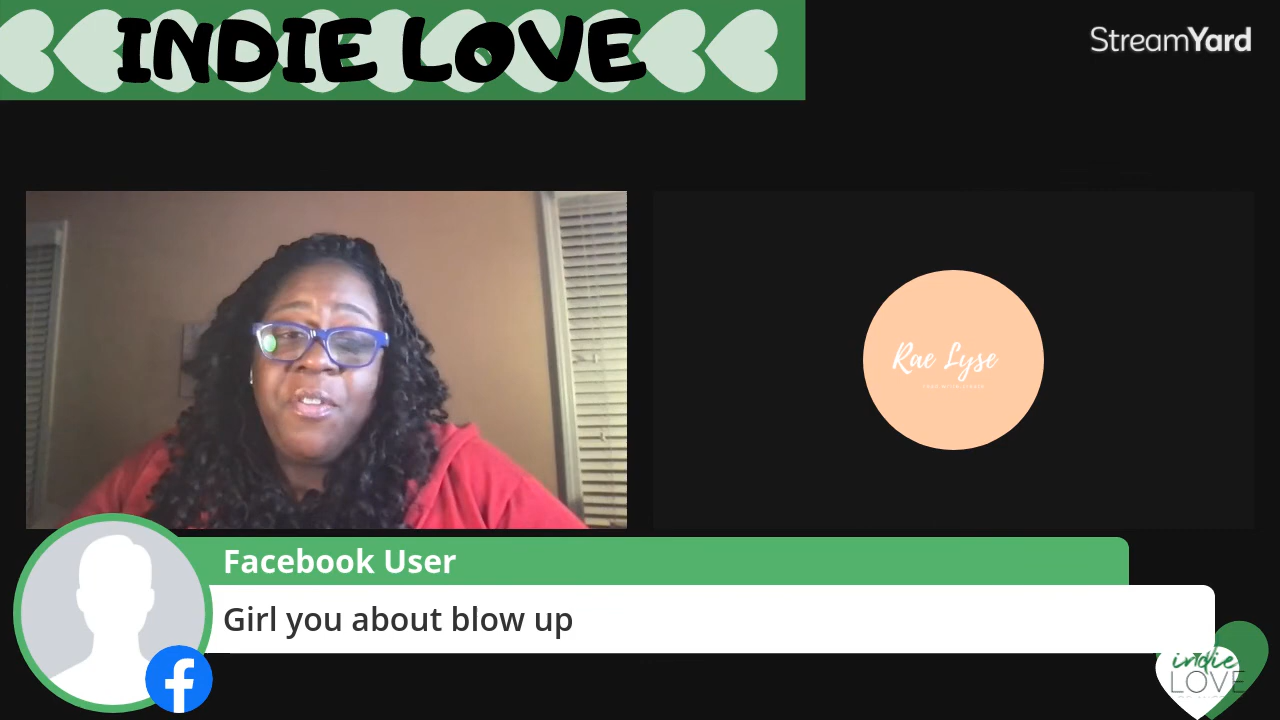 INDIE LOVE
StreamYard
Rae Lyse
Facebook User
Girl you about blow up
indie
LOVE